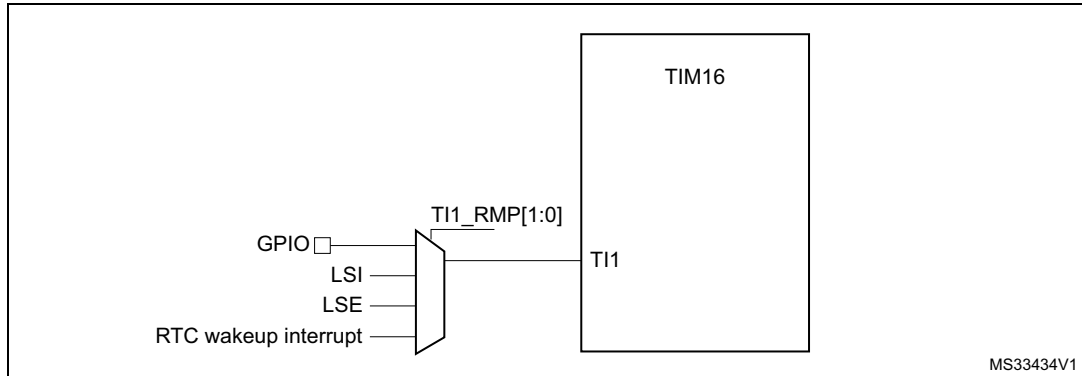 TIM16
TI1_RMP[1:0]
GPIO
TI1
LSI
LSE
RTC wakeup interrupt
MS33434V1